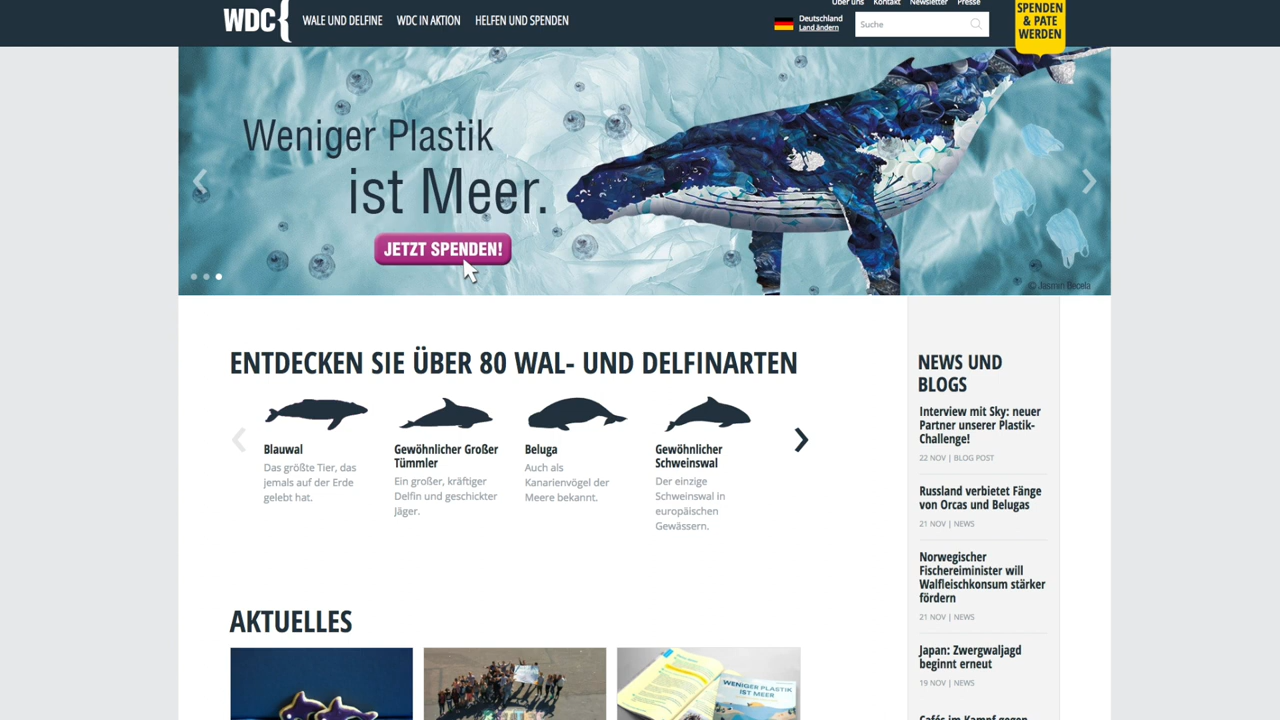 Über uns Kontakt Newsletter Presse
WDC
WALE UND DELFINE WDC IN AKTION HELFEN UND SPENDEN
Deutschland
Land ändern
Suche
SPENDEN
& PATE
WERDEN
Weniger Plastik
ist Meer.
JETZT SPENDEN!
© Jasmin Becela
ENTDECKEN SIE ÜBER 80 WAL- UND DELFINARTEN
Blauwal
Das größte Tier, das
jemals auf der Erde
gelebt hat.
Gewöhnlicher Großer
Tümmler
Ein großer, kräftiger
Delfin und geschickter
Jäger.
Beluga
Auch als
Kanarienvögel der
Meere bekannt.
Gewöhnlicher
Schweinswal
Der einzige
Schweinswal in
europäischen
Gewässern.
AKTUELLES
WENIGER PLASTIK
IST MEER
NEWS UND
BLOGS
Interview mit Sky: neuer
Partner unserer Plastik-
Challenge!
22 NOV | BLOG POST
Russland verbietet Fänge
von Orcas und Belugas
21 NOV | NEWS
Norwegischer
Fischereiminister will
Walfleischkonsum stärker
fördern
21 NOV | NEWS
Japan: Zwergwaljagd
beginnt erneut
19 NOV | NEWS
Cafés im Kampf gegen